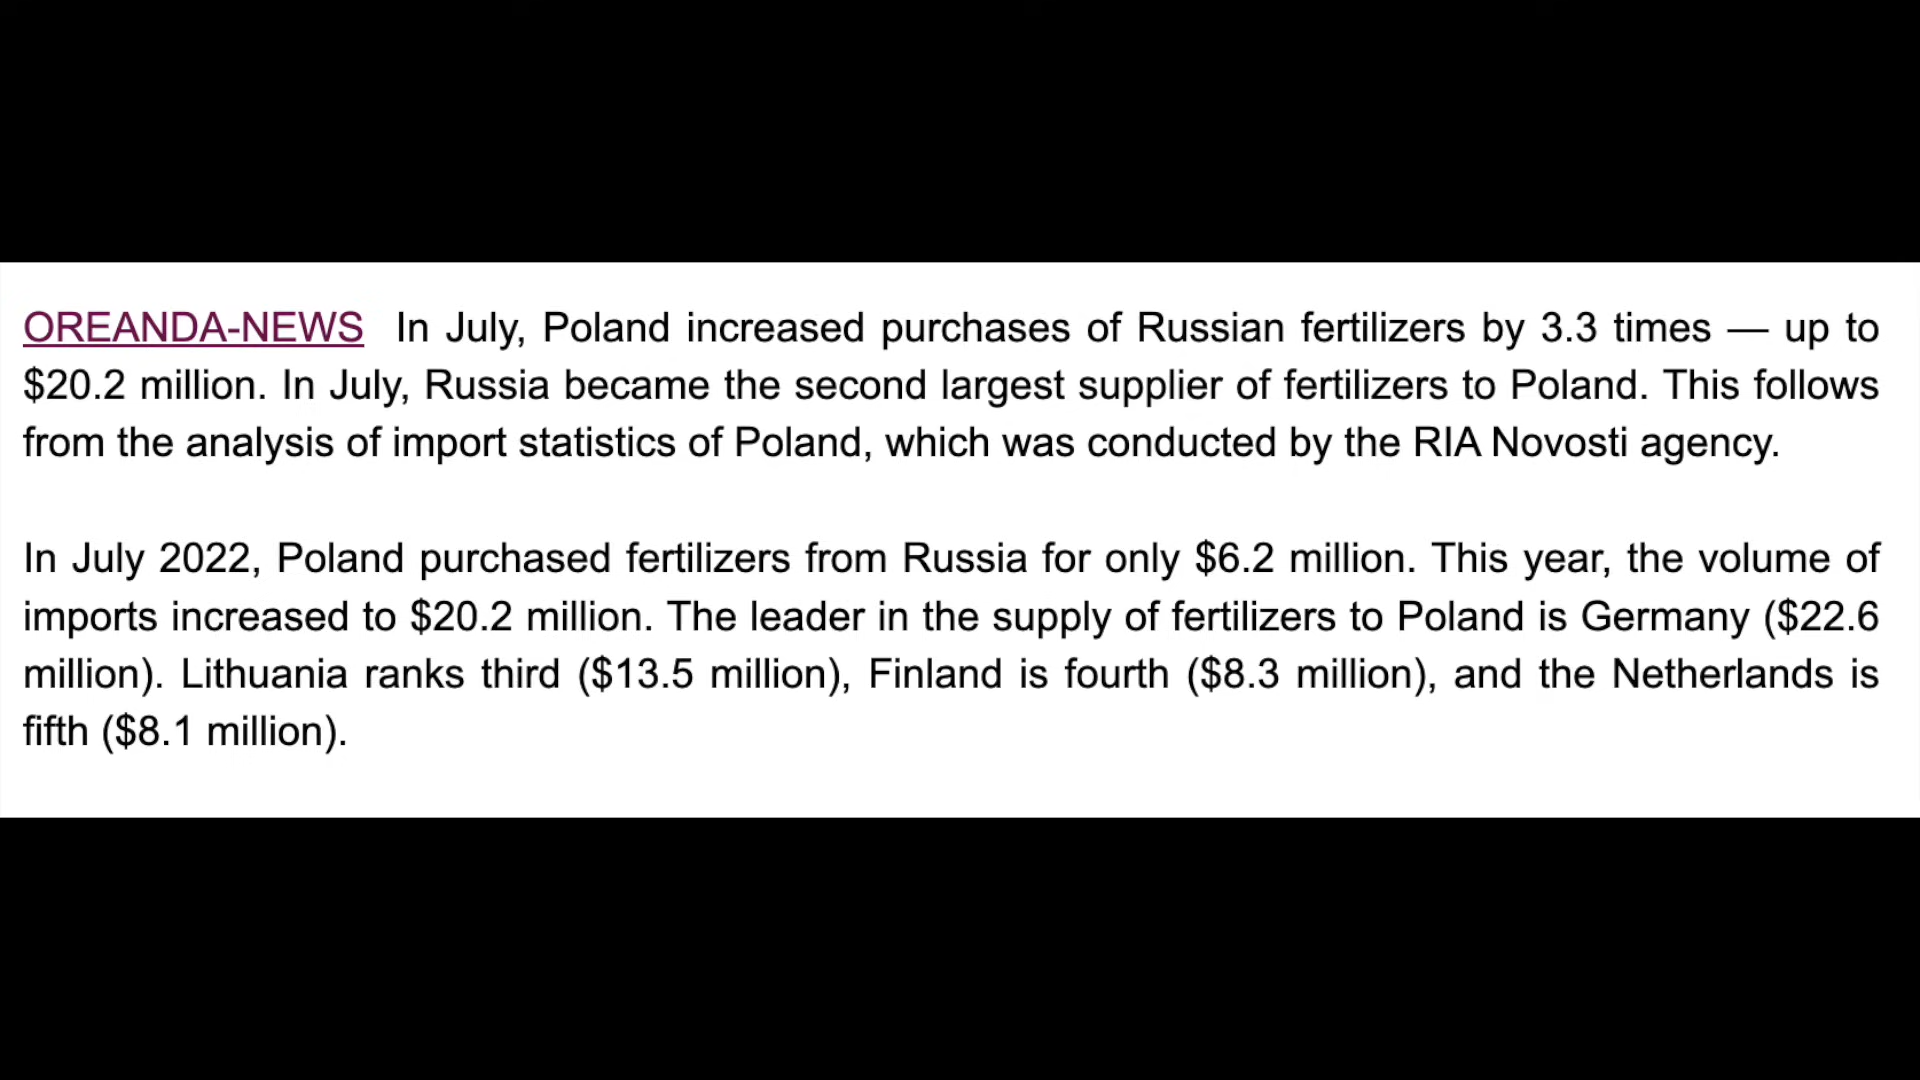 OREANDA-NEWS In July, Poland increased purchases of Russian fertilizers by 3.3 times — up to
$20.2 million. In July, Russia became the second largest supplier of fertilizers to Poland. This follows
from the analysis of import statistics of Poland, which was conducted by the RIA Novosti agency.
In July 2022, Poland purchased fertilizers from Russia for only $6.2 million. This year, the volume of
imports increased to $20.2 million. The leader in the supply of fertilizers to Poland is Germany ($22.6
million). Lithuania ranks third ($13.5 million), Finland is fourth ($8.3 million), and the Netherlands is
fifth ($8.1 million).